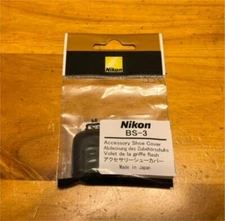 Nikon
Nikon
BS-3
Accessory Shoe Cover
Abdeckung des Zubehörschuhs
Volet de la griffe flash
アクセサリーシューカバー
Made in Japan